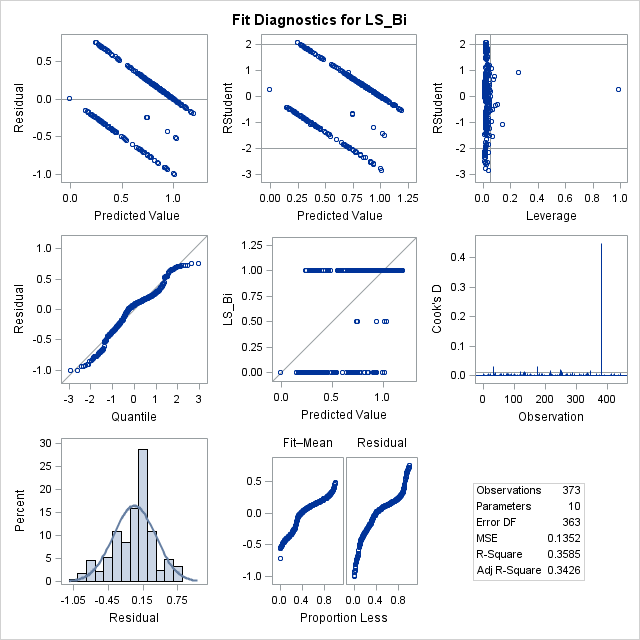 Fit Diagnostics for LS_Bi
Residual
0.5
0.0
-0.5
-1.0
0.0 0.5 1.0
Predicted Value
RStudent
2
1
0
-1
-2
-3
0.00 0.25 0.50 0.75 1.00 1.25
Predicted Value
RStudent
2
1
0
-1
-2
-3
0.0 0.2 0.4 0.6 0.8 1.0
Leverage
Residual
1.0
0.5
0.0
-0.5
-1.0
-3 -2 -1 0 1 2 3
Quantile
LS_Bi
1.25
1.00
0.75
0.50
0.25
0.00
0.0 0.5 1.0
Predicted Value
Cook's D
0.4
0.3
0.2
0.1
0.0
0 100 200 300 400
Observation
Percent
30
25
20
15
10
5
0
-1.05 -0.45 0.15 0.75
Residual
Fit–Mean Residual
1.0
0.5
0.0
-0.5
-1.0
0.0 0.4 0.8 0.0 0.4 0.8
Proportion Less
Observations 373
Parameters 10
Error DF 363
MSE 0.1352
R-Square 0.3585
Adj R-Square 0.3426